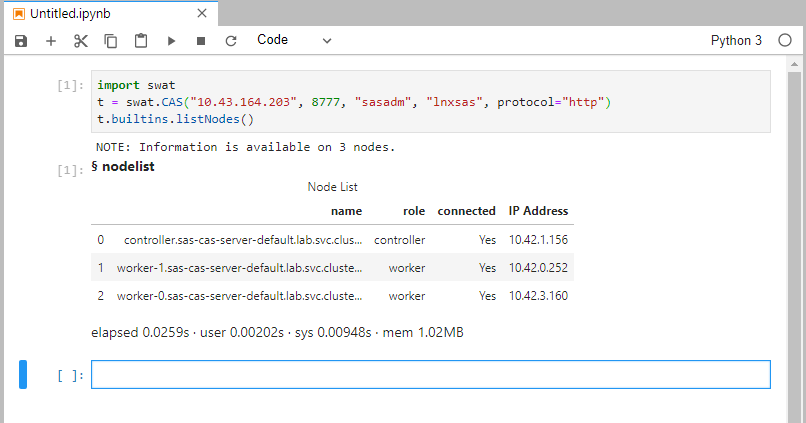 Untitled.ipynb
Code
Python 3
[1]:
import swat
t = swat.CAS("10.43.164.203", 8777, "sasadm", "lnxsas", protocol="http")
t.builtins.listNodes()
NOTE: Information is available on 3 nodes.
[1]: § nodelist
Node List
name role connected IP Address
0 controller.sas-cas-server-default.lab.svc.clus... controller Yes 10.42.1.156
1 worker-1.sas-cas-server-default.lab.svc.cluste... worker Yes 10.42.0.252
2 worker-0.sas-cas-server-default.lab.svc.cluste... worker Yes 10.42.3.160
elapsed 0.0259s · user 0.00202s · sys 0.00948s · mem 1.02MB
[ ]: